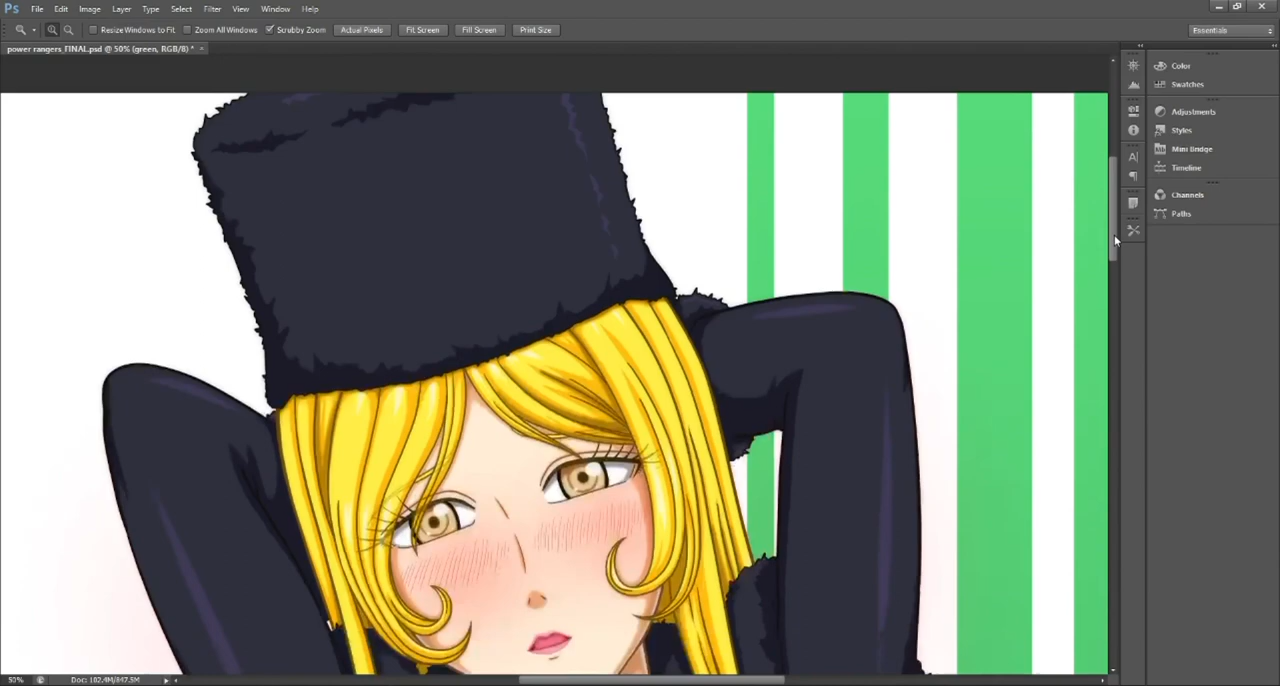 Ps File Edit Image Layer Type Select Filter View Window Help
Resize Windows to Fit Zoom All Windows Scrubby Zoom Actual Pixels Fit Screen Fill Screen Print Size Essentials
power rangers_FINAL.psd @ 50% (green, RGB/8) * ×
Color
Swatches
Adjustments
Styles
Mini Bridge
Timeline
Channels
Paths
50% Doc: 102.4M/847.5M